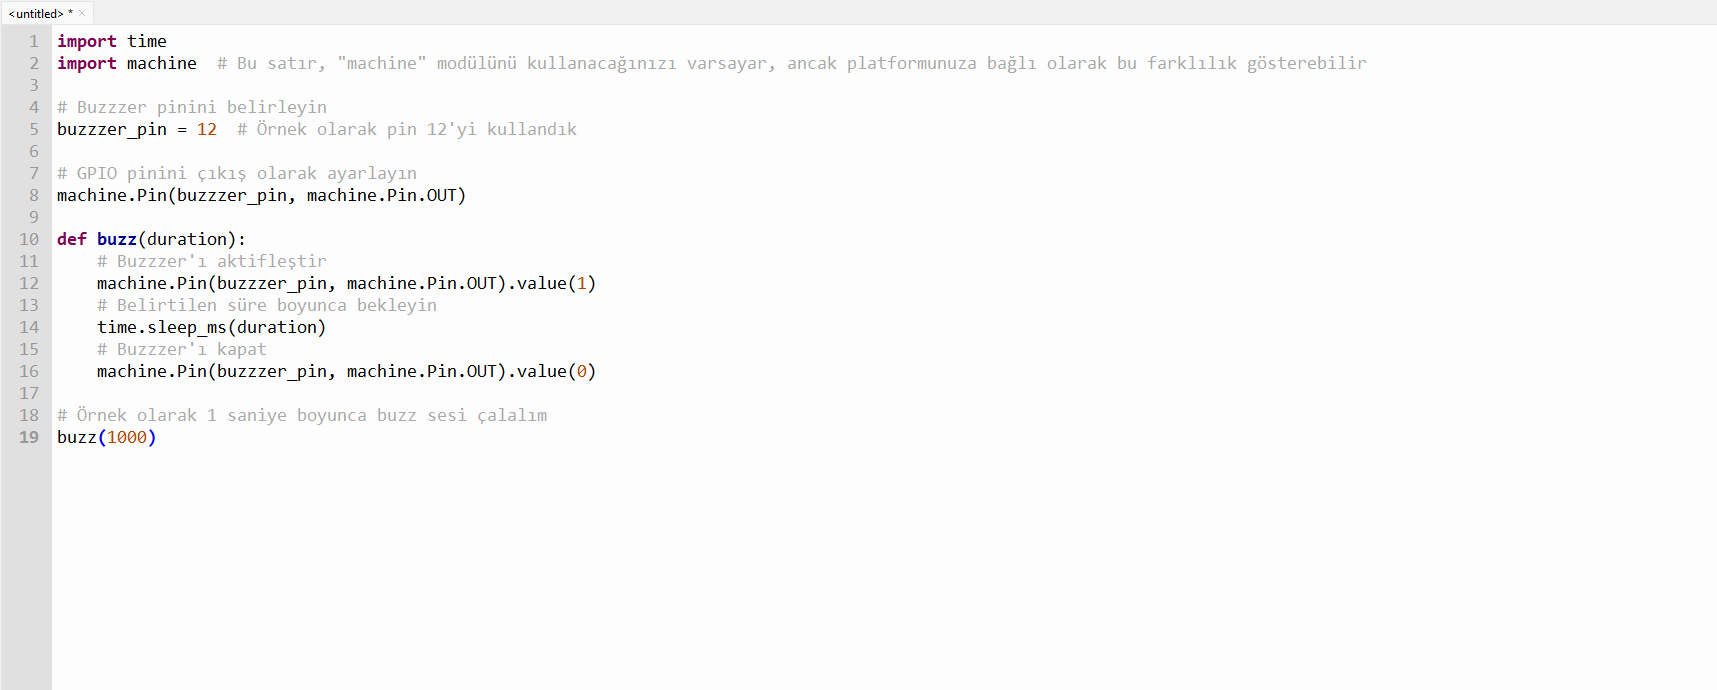 <untitled> * ×
1 import time
2 import machine  # Bu satır, "machine" modülünü kullanacağınızı varsayar, ancak platformunuza bağlı olarak bu farklılık gösterebilir
3
4 # Buzzzer pinini belirleyin
5 buzzzer_pin = 12  # Örnek olarak pin 12'yi kullandık
6
7 # GPIO pinini çıkış olarak ayarlayın
8 machine.Pin(buzzzer_pin, machine.Pin.OUT)
9
10 def buzz(duration):
11     # Buzzzer'ı aktifleştir
12     machine.Pin(buzzzer_pin, machine.Pin.OUT).value(1)
13     # Belirtilen süre boyunca bekleyin
14     time.sleep_ms(duration)
15     # Buzzzer'ı kapat
16     machine.Pin(buzzzer_pin, machine.Pin.OUT).value(0)
17
18 # Örnek olarak 1 saniye boyunca buzz sesi çalalım
19 buzz(1000)